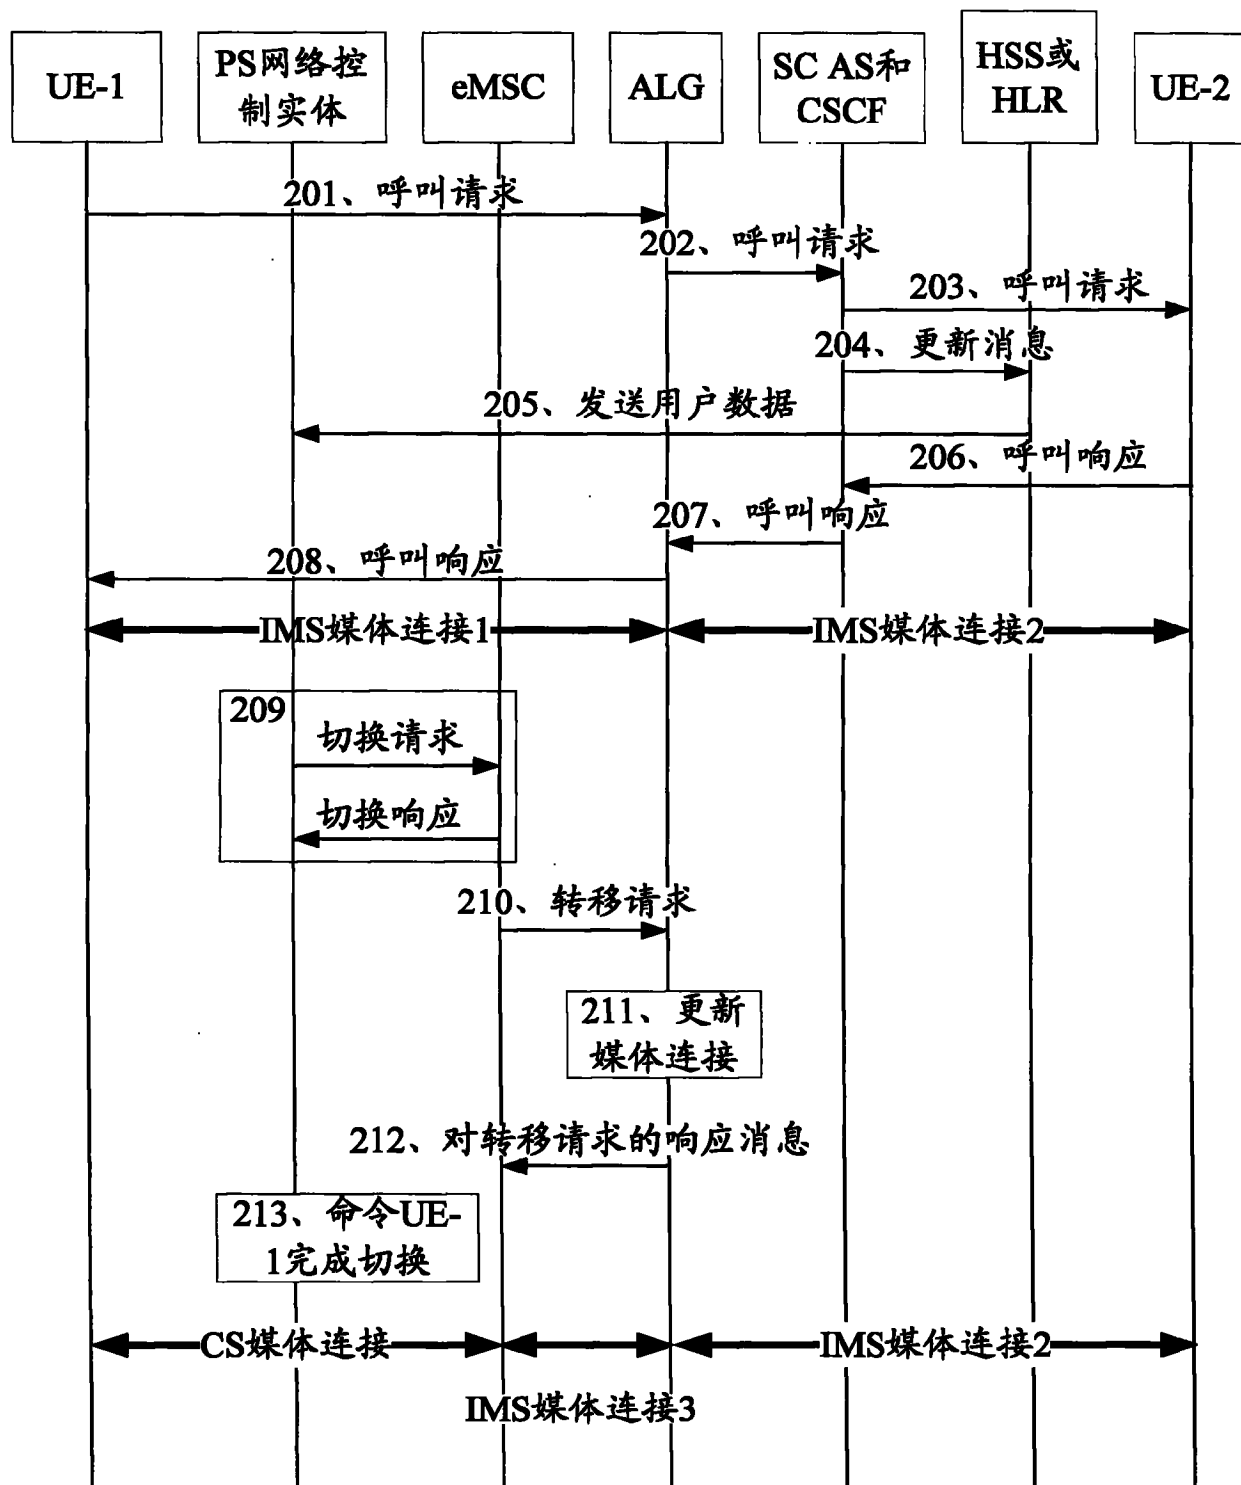 UE-1
PS网络控
制实体
eMSC
ALG
SC AS和
CSCF
HSS或
HLR
UE-2
201、呼叫请求
202、呼叫请求
203、呼叫请求
204、更新消息
205、发送用户数据
206、呼叫响应
207、呼叫响应
208、呼叫响应
IMS媒体连接1
IMS媒体连接2
209
切换请求
切换响应
210、转移请求
211、更新
媒体连接
212、对转移请求的响应消息
213、命令UE-
1完成切换
CS媒体连接
IMS媒体连接2
IMS媒体连接3